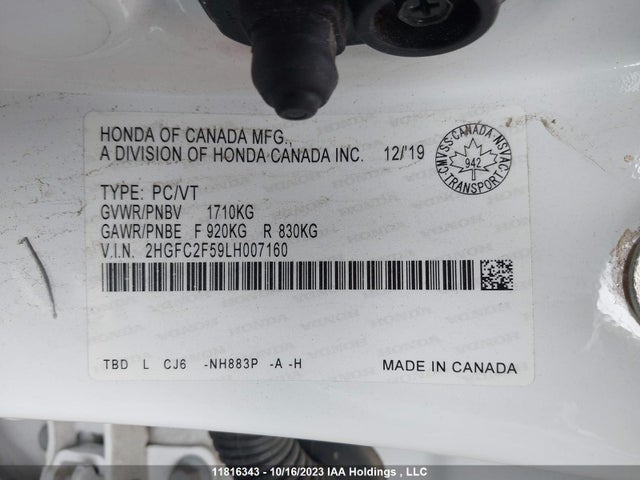 HONDA OF CANADA MFG.,
A DIVISION OF HONDA CANADA INC. 12/'19
CMVSS-CANADA-NSVAC
942
TRANSPORT
TYPE: PC/VT
GVWR/PNBV 1710KG
GAWR/PNBE F 920KG R 830KG
V.I.N. 2HGFC2F59LH007160
TBD L CJ6 -NH883P -A -H MADE IN CANADA
11816343 - 10/16/2023 IAA Holdings , LLC